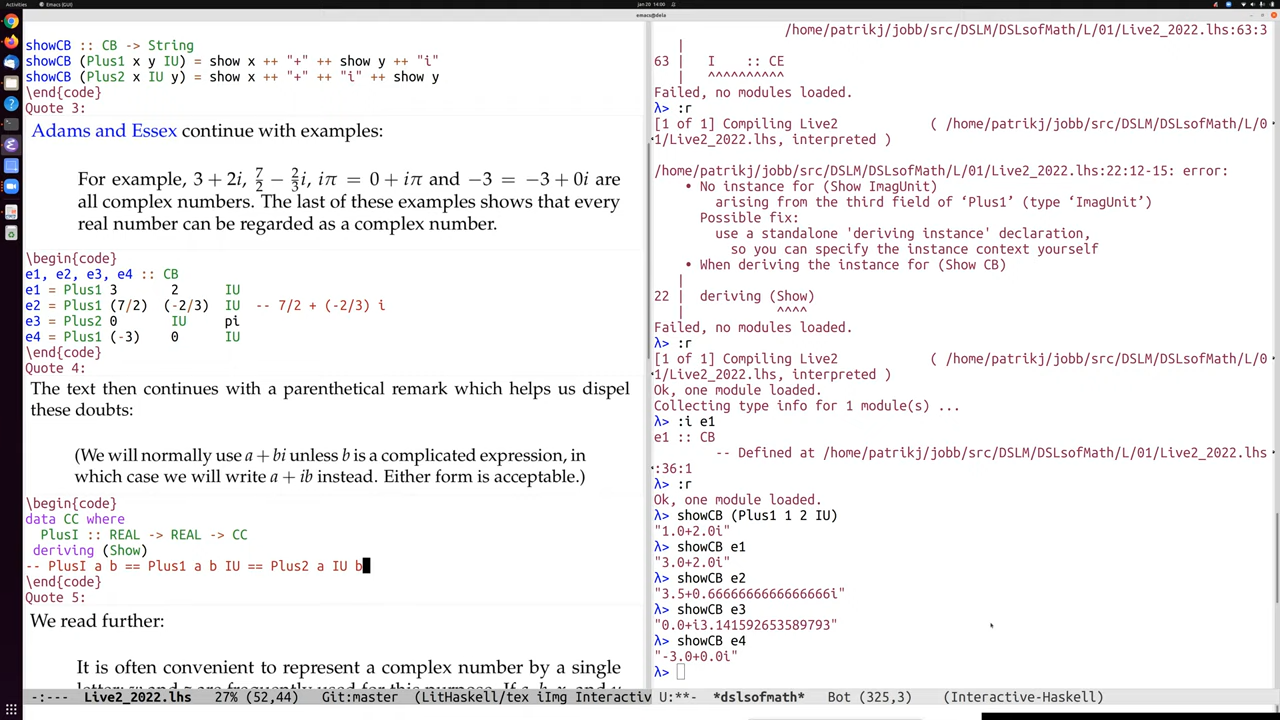 Activities
Emacs (GUI)
Jan 20 14:00
emacs@dela
showCB :: CB -> String
showCB (Plus1 x y IU) = show x ++ "+" ++ show y ++ "i"
showCB (Plus2 x IU y) = show x ++ "+" ++ "i" ++ show y
\end{code}
Quote 3:
Adams and Essex continue with examples:
For example, 3 + 2i, 7/2 − 2/3i, iπ = 0 + iπ and −3 = −3 + 0i are
all complex numbers. The last of these examples shows that every
real number can be regarded as a complex number.
\begin{code}
e1, e2, e3, e4 :: CB
e1 = Plus1 3 2 IU
e2 = Plus1 (7/2) (-2/3) IU -- 7/2 + (-2/3) i
e3 = Plus2 0 IU pi
e4 = Plus1 (-3) 0 IU
\end{code}
Quote 4:
The text then continues with a parenthetical remark which helps us dispel
these doubts:
(We will normally use a + bi unless b is a complicated expression, in
which case we will write a + ib instead. Either form is acceptable.)
\begin{code}
data CC where
PlusI :: REAL -> REAL -> CC
deriving (Show)
-- PlusI a b == Plus1 a b IU == Plus2 a IU b
\end{code}
Quote 5:
We read further:
It is often convenient to represent a complex number by a single
-:--- Live2_2022.lhs 27% (52,44) Git:master (LitHaskell/tex iImg Interactiv
/home/patrikj/jobb/src/DSLM/DSLsofMath/L/01/Live2_2022.lhs:63:3
|
63 | I :: CE
| ^^^^^^^^^^
Failed, no modules loaded.
λ> :r
[1 of 1] Compiling Live2 ( /home/patrikj/jobb/src/DSLM/DSLsofMath/L/0
1/Live2_2022.lhs, interpreted )
/home/patrikj/jobb/src/DSLM/DSLsofMath/L/01/Live2_2022.lhs:22:12-15: error:
• No instance for (Show ImagUnit)
arising from the third field of ‘Plus1’ (type ‘ImagUnit’)
Possible fix:
use a standalone 'deriving instance' declaration,
so you can specify the instance context yourself
• When deriving the instance for (Show CB)
|
22 | deriving (Show)
| ^^^^
Failed, no modules loaded.
λ> :r
[1 of 1] Compiling Live2 ( /home/patrikj/jobb/src/DSLM/DSLsofMath/L/0
1/Live2_2022.lhs, interpreted )
Ok, one module loaded.
Collecting type info for 1 module(s) ...
λ> :i e1
e1 :: CB
-- Defined at /home/patrikj/jobb/src/DSLM/DSLsofMath/L/01/Live2_2022.lhs
:36:1
λ> :r
Ok, one module loaded.
λ> showCB (Plus1 1 2 IU)
"1.0+2.0i"
λ> showCB e1
"3.0+2.0i"
λ> showCB e2
"3.5+0.6666666666666666i"
λ> showCB e3
"0.0+i3.141592653589793"
λ> showCB e4
"-3.0+0.0i"
λ>
U:**- *dslsofmath* Bot (325,3) (Interactive-Haskell)